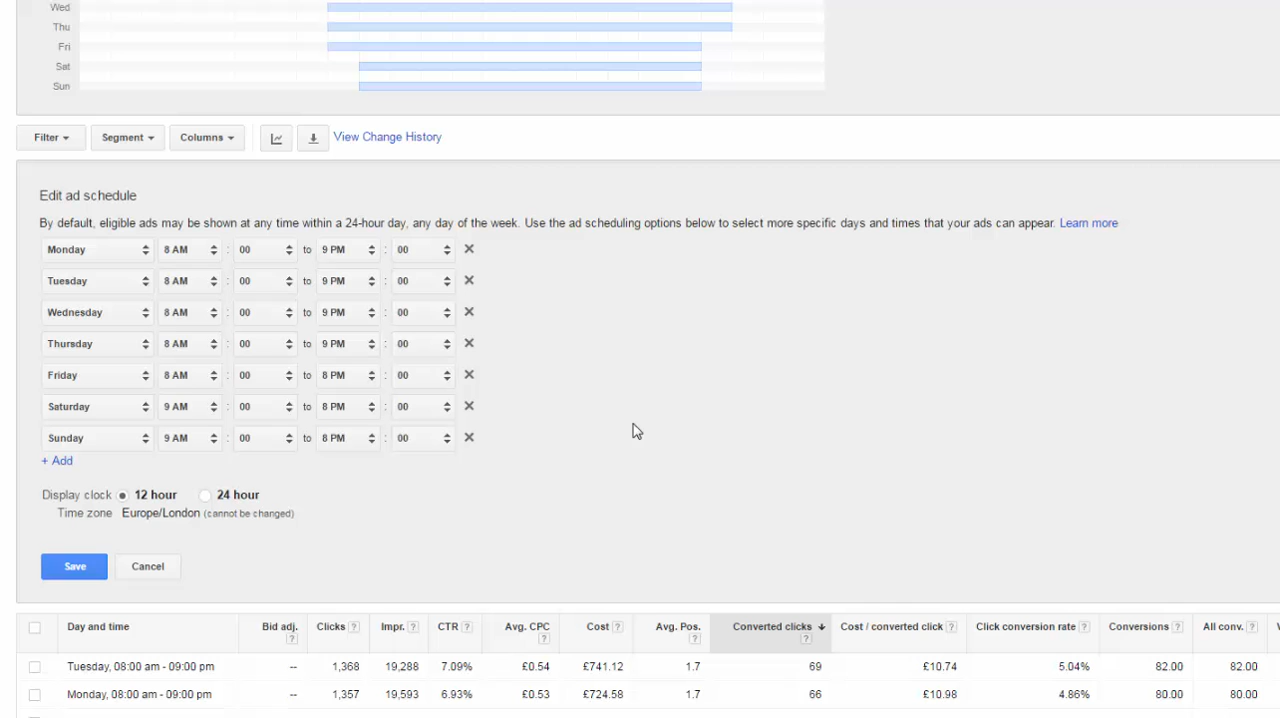 Wed
Thu
Fri
Sat
Sun
Filter Segment Columns View Change History
Edit ad schedule
By default, eligible ads may be shown at any time within a 24-hour day, any day of the week. Use the ad scheduling options below to select more specific days and times that your ads can appear. Learn more
Monday 8 AM : 00 to 9 PM : 00
Tuesday 8 AM : 00 to 9 PM : 00
Wednesday 8 AM : 00 to 9 PM : 00
Thursday 8 AM : 00 to 9 PM : 00
Friday 8 AM : 00 to 8 PM : 00
Saturday 9 AM : 00 to 8 PM : 00
Sunday 9 AM : 00 to 8 PM : 00
+ Add
Display clock 12 hour 24 hour
Time zone Europe/London (cannot be changed)
Save Cancel
Day and time Bid adj. ? Clicks ? Impr. ? CTR ? Avg. CPC ? Cost ? Avg. Pos. ? Converted clicks ? Cost / converted click ? Click conversion rate ? Conversions ? All conv. ?
Tuesday, 08:00 am - 09:00 pm -- 1,368 19,288 7.09% £0.54 £741.12 1.7 69 £10.74 5.04% 82.00 82.00
Monday, 08:00 am - 09:00 pm -- 1,357 19,593 6.93% £0.53 £724.58 1.7 66 £10.98 4.86% 80.00 80.00